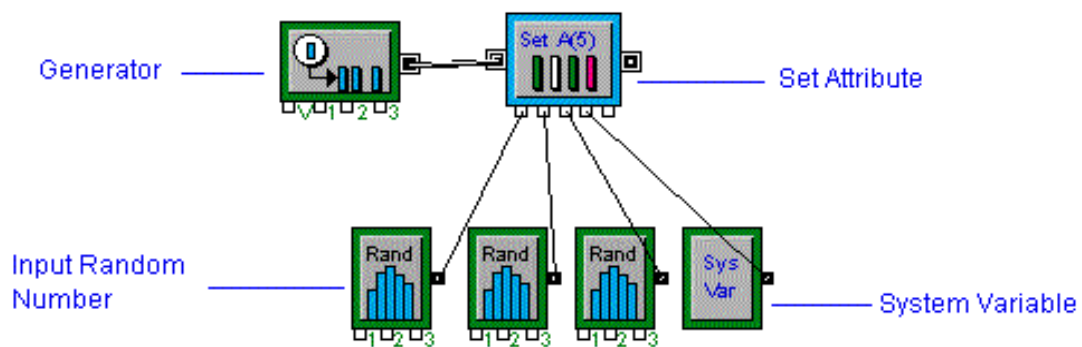 Set A(5)
Generator
Set Attribute
V 1 2 3
Rand
Rand
Rand
Sys
Var
Input Random
Number
System Variable
1 2 3
1 2 3
1 2 3